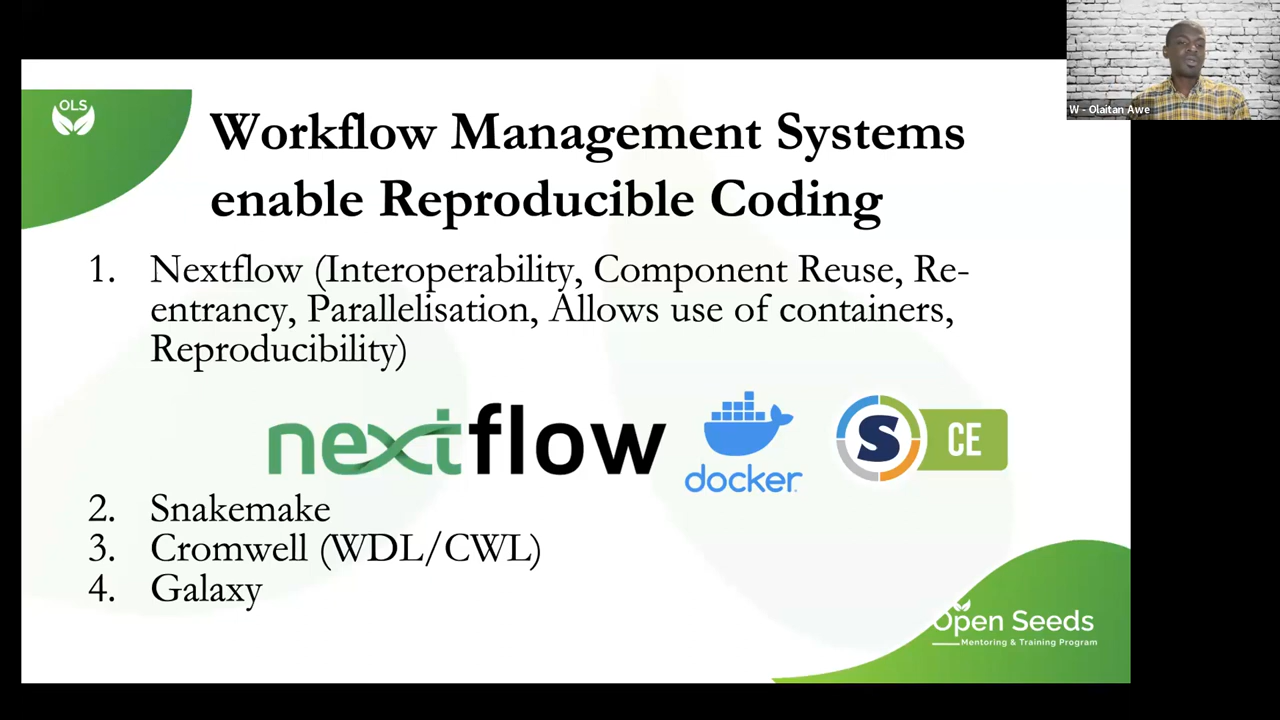 W - Olaitan Awe
OLS
Workflow Management Systems
enable Reproducible Coding
1. Nextflow (Interoperability, Component Reuse, Re-
entrancy, Parallelisation, Allows use of containers,
Reproducibility)
nextflow
docker
S CE
2. Snakemake
3. Cromwell (WDL/CWL)
4. Galaxy
Open Seeds
Mentoring & Training Program